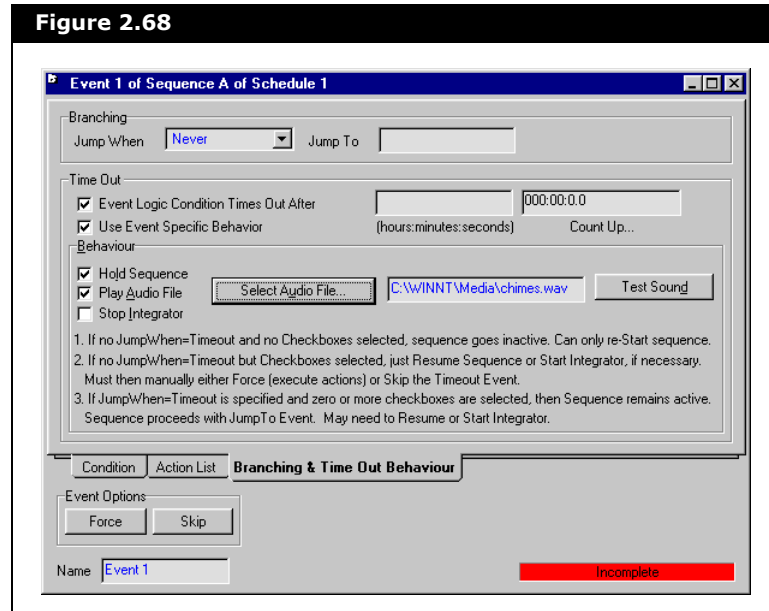 Figure 2.68
Event 1 of Sequence A of Schedule 1
Branching
Jump When Never Jump To
Time Out
Event Logic Condition Times Out After 000:00:0.0
Use Event Specific Behavior (hours:minutes:seconds) Count Up...
Behaviour
Hold Sequence
Play Audio File Select Audio File... C:\WINNT\Media\chimes.wav Test Sound
Stop Integrator
1. If no JumpWhen=Timeout and no Checkboxes selected, sequence goes inactive. Can only re-Start sequence.
2. If no JumpWhen=Timeout but Checkboxes selected, just Resume Sequence or Start Integrator, if necessary.
Must then manually either Force (execute actions) or Skip the Timeout Event.
3. If JumpWhen=Timeout is specified and zero or more checkboxes are selected, then Sequence remains active.
Sequence proceeds with JumpTo Event. May need to Resume or Start Integrator.
Condition Action List Branching & Time Out Behaviour
Event Options
Force Skip
Name Event 1 Incomplete